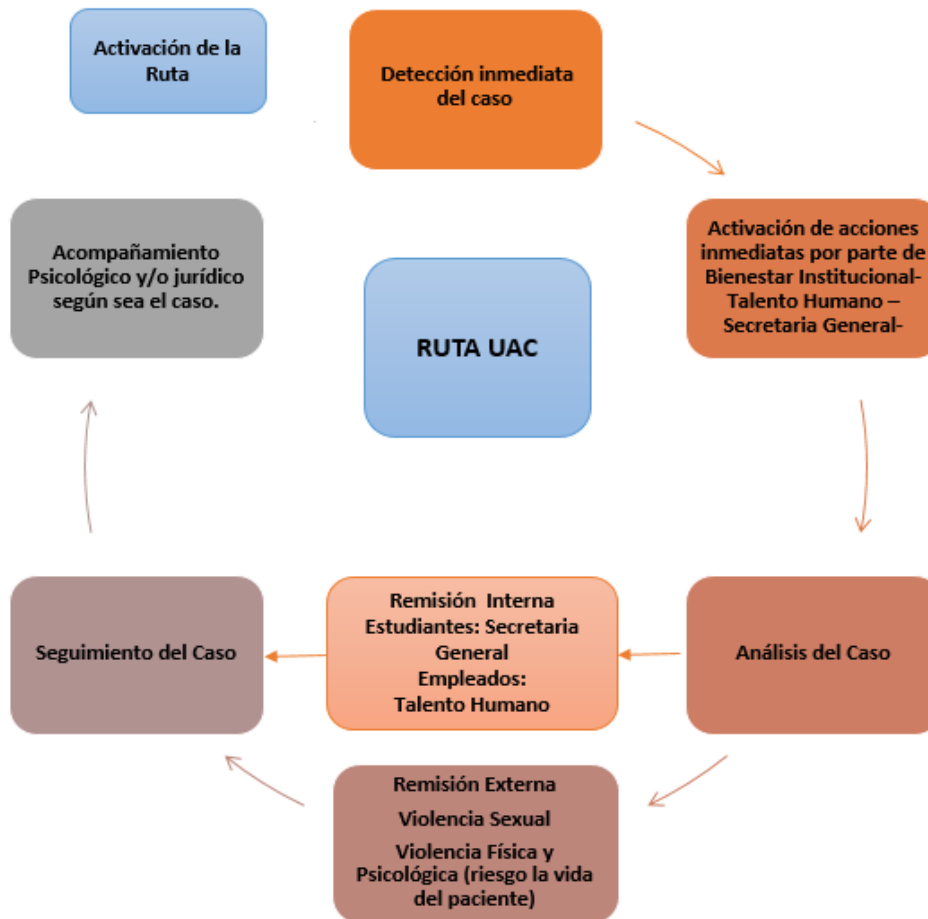 Activación de la
Ruta
Detección inmediata
del caso
Activación de acciones
inmediatas por parte de
Bienestar Institucional-
Talento Humano –
Secretaria General-
Acompañamiento
Psicológico y/o jurídico
según sea el caso.
RUTA UAC
Análisis del Caso
Remisión  Interna
Estudiantes: Secretaria
General
Empleados:
Talento Humano
Seguimiento del Caso
Remisión Externa
Violencia Sexual
Violencia Física y
Psicológica (riesgo la vida
del paciente)